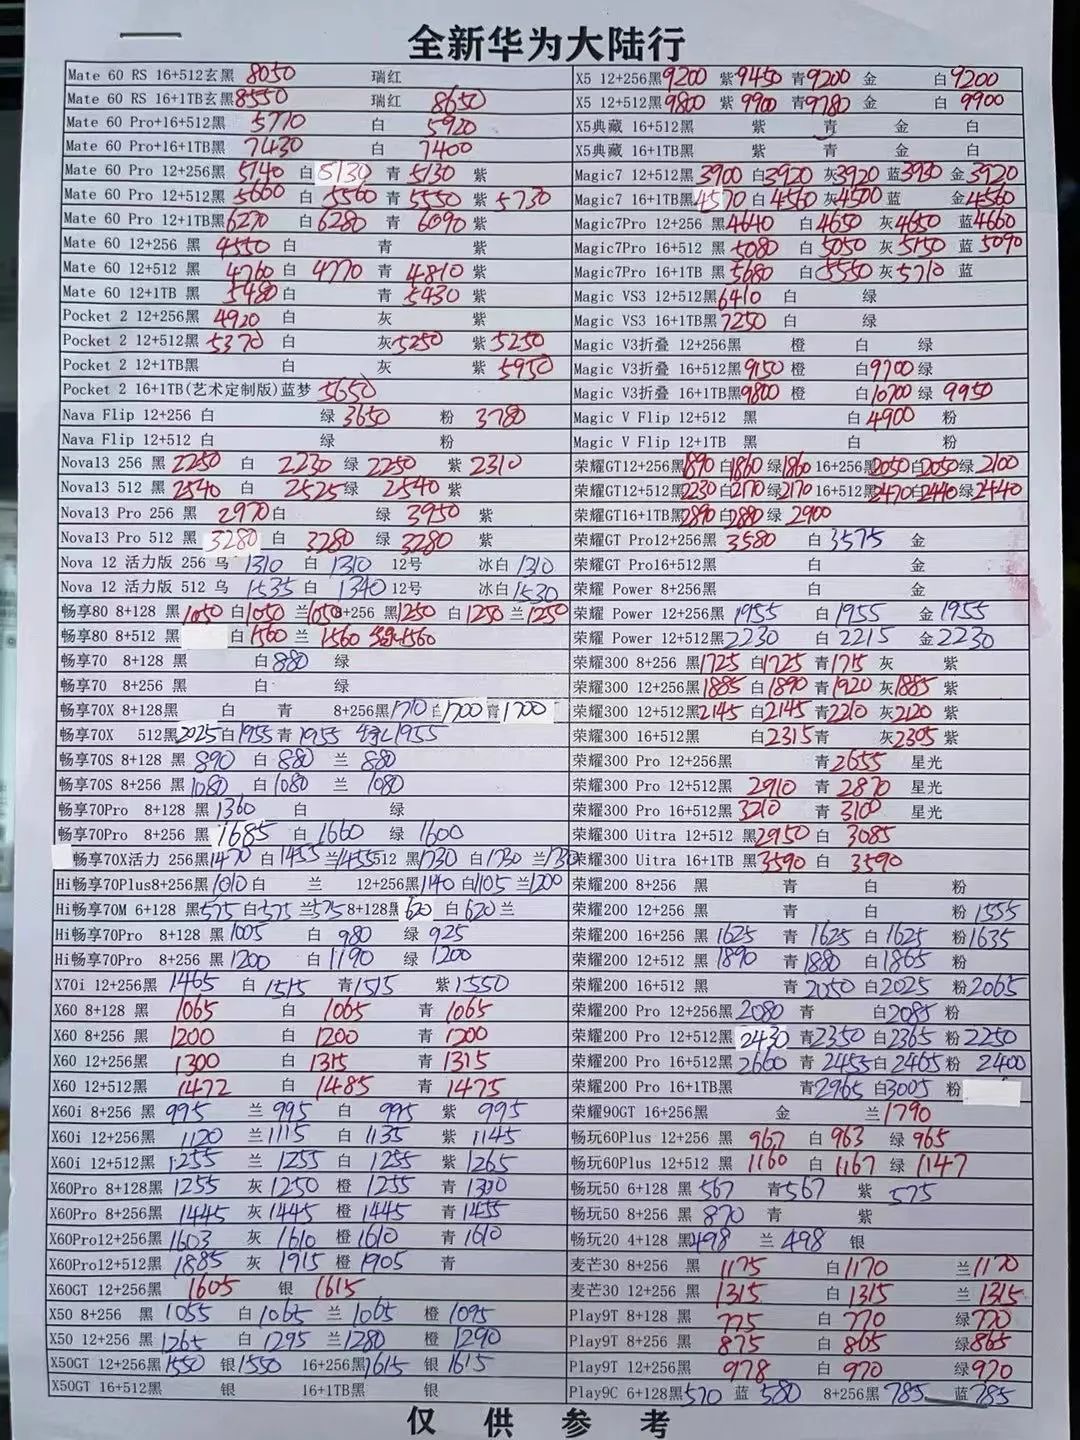 全新华为大陆行
Mate 60 RS 16+512玄黑 8050 瑞红
Mate 60 RS 16+1TB玄黑 8550 瑞红 8650
Mate 60 Pro+16+512黑 5770 白 5920
Mate 60 Pro+16+1TB黑 7430 白 7400
Mate 60 Pro 12+256黑 5140 白 5130 青 5130 紫
Mate 60 Pro 12+512黑 5600 白 5560 青 5550 紫 5730
Mate 60 Pro 12+1TB黑 6270 白 6280 青 6090 紫
Mate 60 12+256 黑 4550 白 青 紫
Mate 60 12+512 黑 4760 白 4770 青 4810 紫
Mate 60 12+1TB 黑 5480 白 青 5430 紫
Pocket 2 12+256黑 4920 白 灰 紫
Pocket 2 12+512黑 5370 白 灰 5250 紫 5250
Pocket 2 12+1TB黑 白 灰 紫 5950
Pocket 2 16+1TB(艺术定制版)蓝梦 5650
Nava Flip 12+256 白 绿 3650 粉 3780
Nava Flip 12+512 白 绿 粉
Nova13 256 黑 2250 白 2230 绿 2250 紫 2310
Nova13 512 黑 2540 白 2525 绿 2540 紫
Nova13 Pro 256 黑 2970 白 绿 3950 紫
Nova13 Pro 512 黑 3280 白 3280 绿 3280 紫
Nova 12 活力版 256 乌 1310 白 1310 12号 冰白 1310
Nova 12 活力版 512 乌 1535 白 1340 12号 冰白 1530
畅享80 8+128 黑 1050 白 1050 兰 1050 8+256 黑 1250 白 1250 兰 1250
畅享80 8+512 黑 白 1560 兰 1560 1560
畅享70 8+128 黑 白 880 绿
畅享70 8+256 黑 白 绿
畅享70X 8+128黑 白 青 8+256黑 1710 白 1700 青 1700
畅享70X 512黑 2025 白 1955 青 1955 1955
畅享70S 8+128 黑 890 白 880 兰 880
畅享70S 8+256 黑 1080 白 1080 兰 1080
畅享70Pro 8+128 黑 1360 白 绿
畅享70Pro 8+256 黑 1685 白 1660 绿 1600
畅享70X活力 256黑 1470 白 1455 兰 1455 512 黑 1730 白 1730 兰 1730
Hi畅享70Plus8+256黑 1010 白 兰 12+256黑 1140 白 1105 兰 1200
Hi畅享70M 6+128 黑 575 白 575 兰 575 8+128黑 620 白 620 兰
Hi畅享70Pro 8+128 黑 1005 白 980 绿 925
Hi畅享70Pro 8+256 黑 1200 白 1190 绿 1200
X70i 12+256黑 1465 白 1515 青 1515 紫 1550
X60 8+128 黑 1065 白 1065 青 1065
X60 8+256 黑 1200 白 1200 青 1200
X60 12+256黑 1300 白 1315 青 1315
X60 12+512黑 1472 白 1485 青 1475
X60i 8+256 黑 995 兰 995 白 995 紫 995
X60i 12+256黑 1120 兰 1115 白 1135 紫 1145
X60i 12+512黑 1255 兰 1255 白 1255 紫 1265
X60Pro 8+128黑 1255 灰 1250 橙 1255 青 1300
X60Pro 8+256黑 1445 灰 1445 橙 1445 青 1455
X60Pro12+256黑 1603 灰 1610 橙 1610 青 1610
X60Pro12+512黑 1885 灰 1915 橙 1905 青
X60GT 12+256黑 1605 银 1615
X50 8+256 黑 1055 白 1065 兰 1065 橙 1095
X50 12+256 黑 1265 白 1295 兰 1280 橙 1290
X50GT 12+256黑 1550 银 1550 16+256黑 1615 银 1615
X50GT 16+512黑 银 16+1TB黑 银
X5 12+256黑 9200 紫 9450 青 9200 金 白 9200
X5 12+512黑 9800 紫 9900 青 9780 金 白 9900
X5典藏 16+512黑 紫 青 金 白
X5典藏 16+1TB黑 紫 青 金 白
Magic7 12+512黑 3900 白 3920 灰 3920 蓝 3930 金 3920
Magic7 16+1TB黑 4570 白 4560 灰 4500 蓝 金 4560
Magic7Pro 12+256 黑 4640 白 4650 灰 4650 蓝 4660
Magic7Pro 16+512 黑 5080 白 5050 灰 5150 蓝 5090
Magic7Pro 16+1TB 黑 5680 白 5550 灰 5710 蓝
Magic VS3 12+512黑 6410 白 绿
Magic VS3 16+1TB黑 7250 白 绿
Magic V3折叠 12+256黑 橙 白 绿
Magic V3折叠 16+512黑 9150 橙 白 9700 绿
Magic V3折叠 16+1TB黑 9800 橙 白 10700 绿 9950
Magic V Flip 12+512 黑 白 4900 粉
Magic V Flip 12+1TB 黑 白 粉
荣耀GT12+256黑 1890 白 1860 绿 1860 16+256黑 2050 白 2050 绿 2100
荣耀GT12+512黑 2230 白 2170 绿 2170 16+512黑 2470 白 2440 绿 2440
荣耀GT16+1TB黑 2890 白 2880 绿 2900
荣耀GT Pro12+256黑 3580 白 3575 金
荣耀GT Pro16+512黑 白 金
荣耀 Power 8+256黑 白 金
荣耀 Power 12+256黑 1955 白 1955 金 1955
荣耀 Power 12+512黑 2230 白 2215 金 2230
荣耀300 8+256 黑 1725 白 1725 青 1715 灰 紫
荣耀300 12+256黑 1885 白 1890 青 1920 灰 1885 紫
荣耀300 12+512黑 2145 白 2145 青 2210 灰 2120 紫
荣耀300 16+512黑 白 2315 青 灰 2305 紫
荣耀300 Pro 12+256黑 青 2655 星光
荣耀300 Pro 12+512黑 2910 青 2870 星光
荣耀300 Pro 16+512黑 3210 青 3100 星光
荣耀300 Uitra 12+512 黑 2950 白 3085
荣耀300 Uitra 16+1TB 黑 3590 白 3590
荣耀200 8+256 黑 青 白 粉
荣耀200 12+256 黑 青 白 粉 1555
荣耀200 16+256 黑 1625 青 1625 白 1625 粉 1635
荣耀200 12+512 黑 1890 青 1880 白 1865 粉
荣耀200 16+512 黑 青 2050 白 2025 粉 2065
荣耀200 Pro 12+256黑 2080 青 白 2085 粉
荣耀200 Pro 12+512黑 2430 青 2350 白 2365 粉 2250
荣耀200 Pro 16+512黑 2600 青 2455 白 2465 粉 2400
荣耀200 Pro 16+1TB黑 青 2965 白 3005 粉
荣耀90GT 16+256黑 金 兰 1790
畅玩60Plus 12+256 黑 967 白 963 绿 965
畅玩60Plus 12+512 黑 1160 白 1167 绿 1147
畅玩50 6+128 黑 567 青 567 紫 575
畅玩50 8+256 黑 870 青 紫
畅玩20 4+128 黑 498 兰 498 银
麦芒30 8+256 黑 1175 白 1170 兰 1170
麦芒30 12+256 黑 1315 白 1315 兰 1315
Play9T 8+128 黑 775 白 770 绿 770
Play9T 8+256 黑 875 白 865 绿 865
Play9T 12+256黑 978 白 970 绿 970
Play9C 6+128黑 570 蓝 580 8+256黑 785 蓝 785
仅供参考